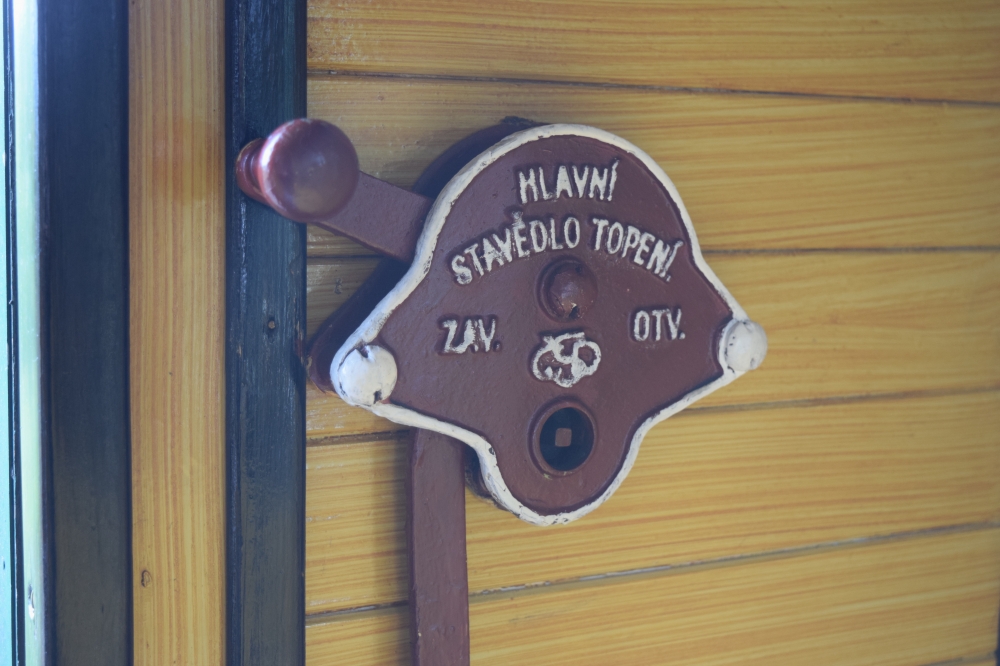 HLAVNÍ
STAVĚDLO TOPENÍ.
ZAV. OTV.